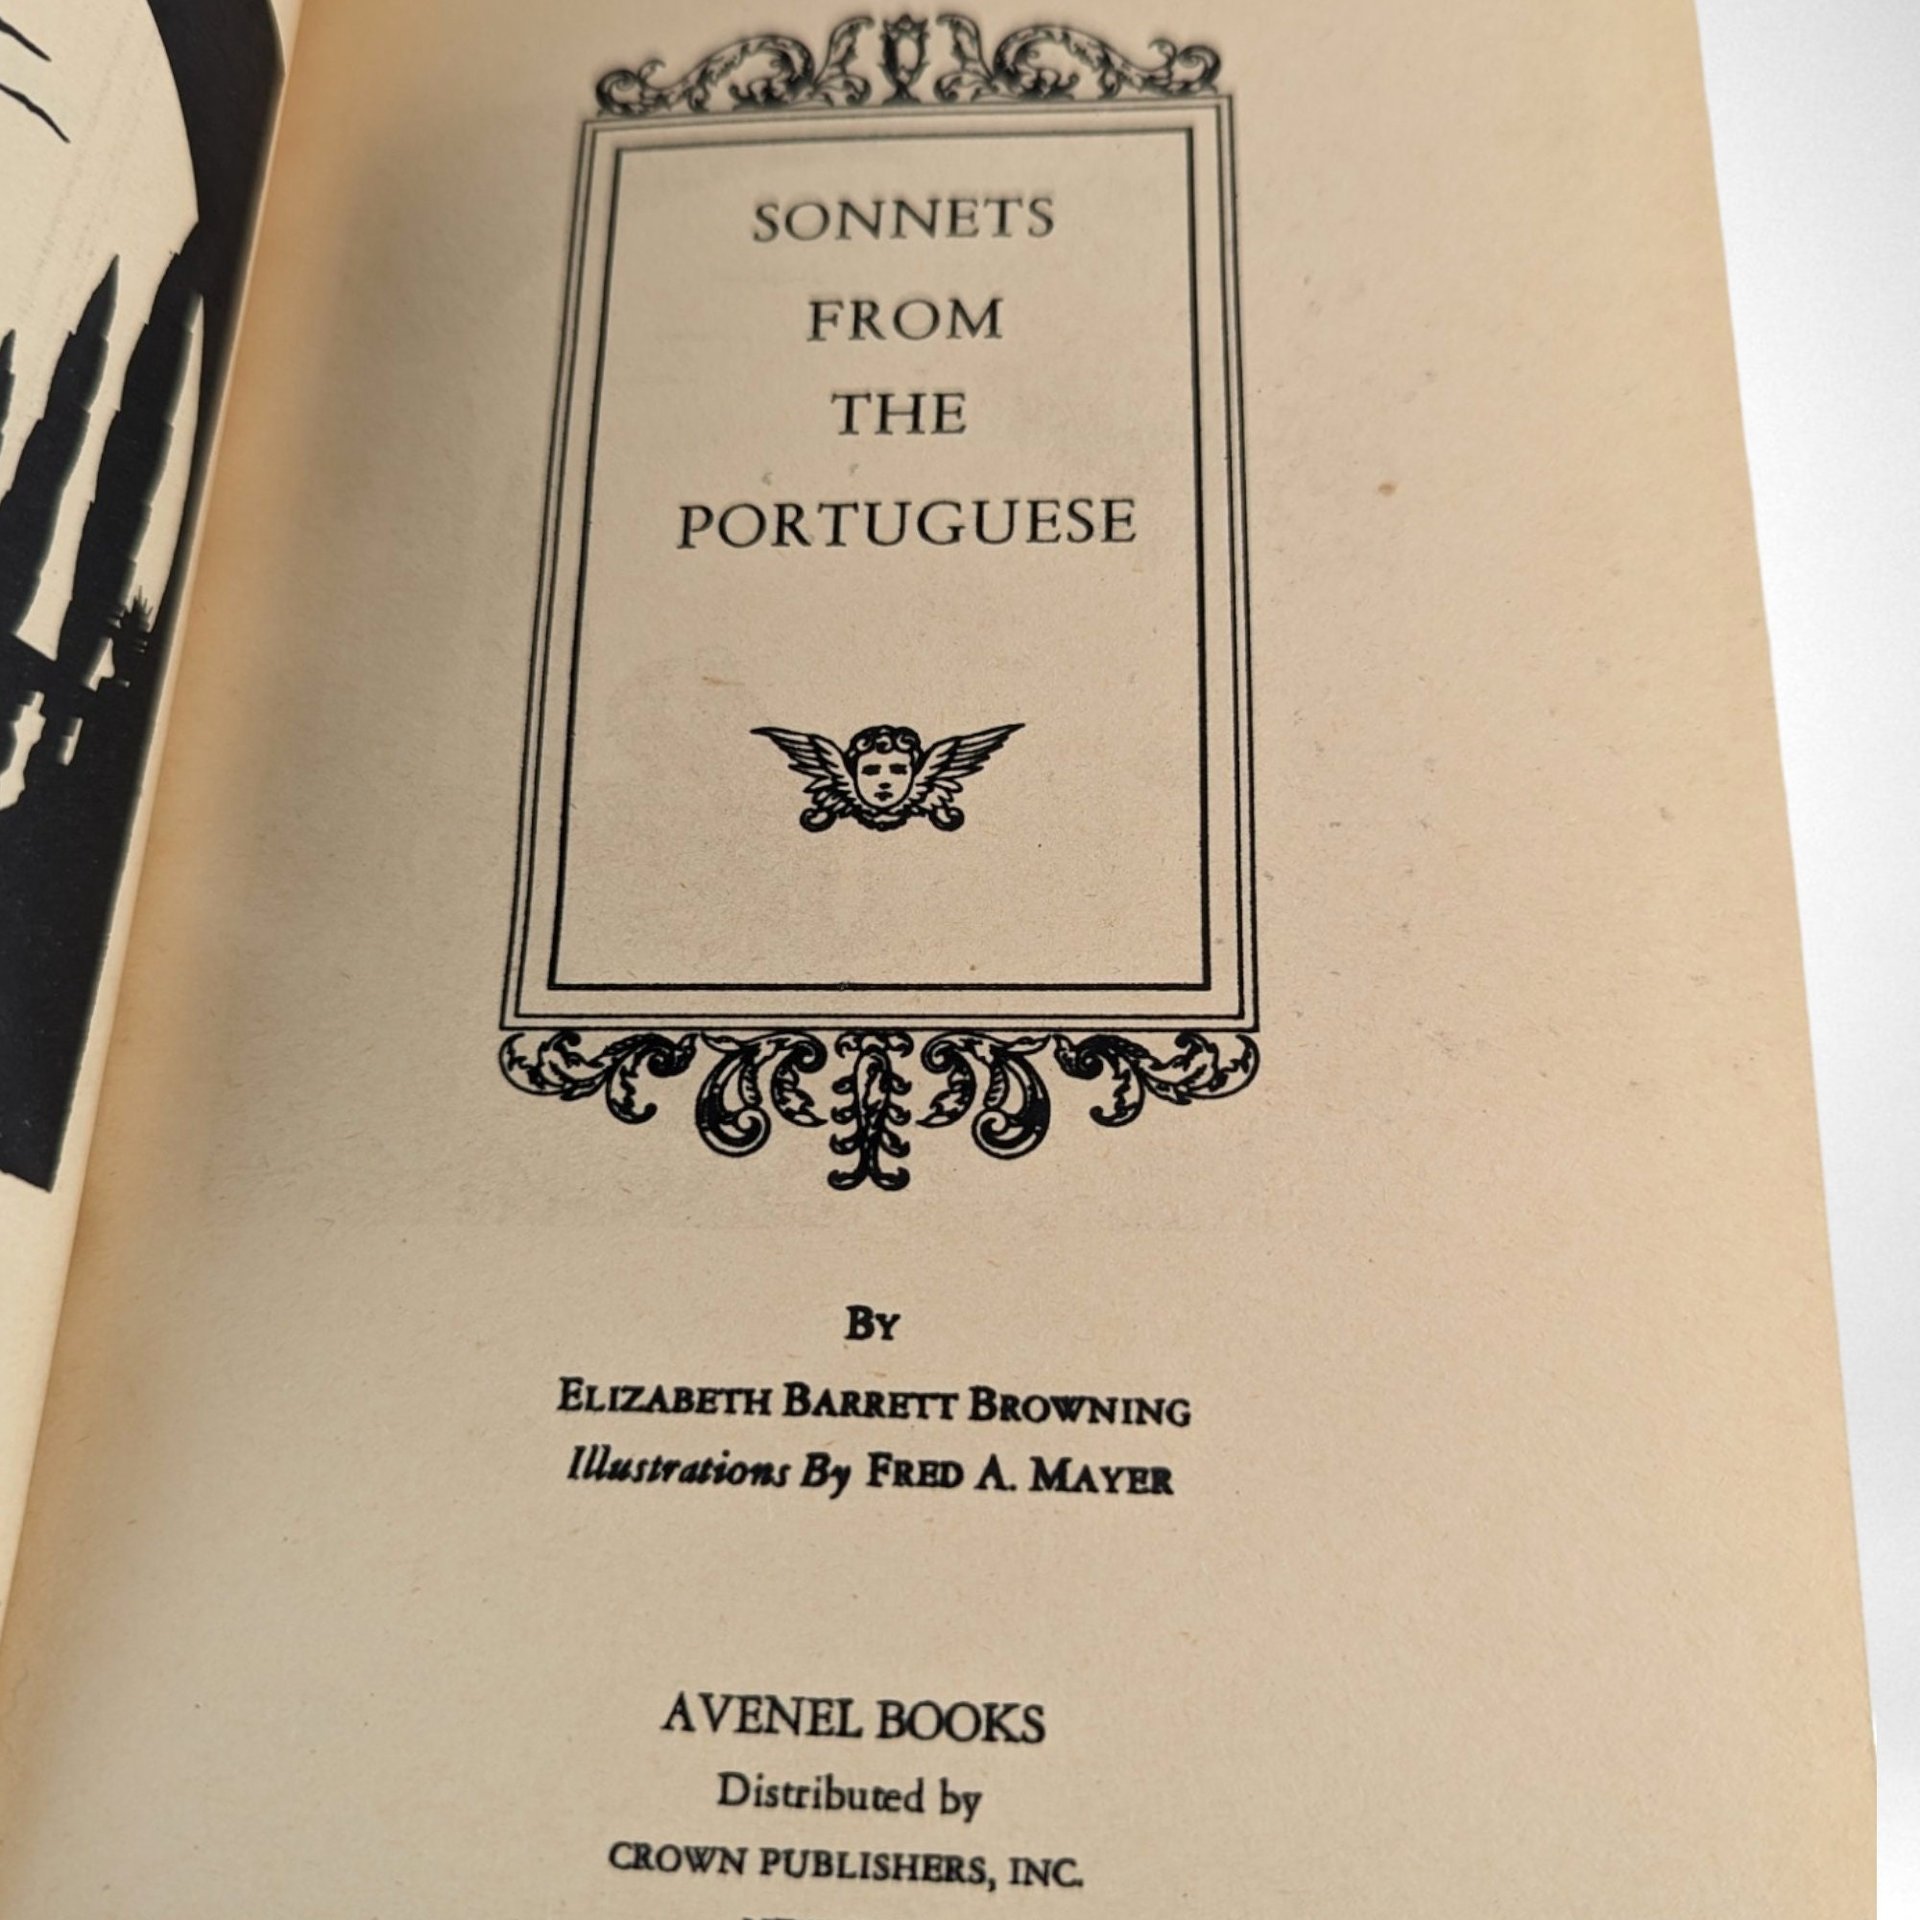 SONNETS
FROM
THE
PORTUGUESE
BY
ELIZABETH BARRETT BROWNING
Illustrations By FRED A. MAYER
AVENEL BOOKS
Distributed by
CROWN PUBLISHERS, INC.